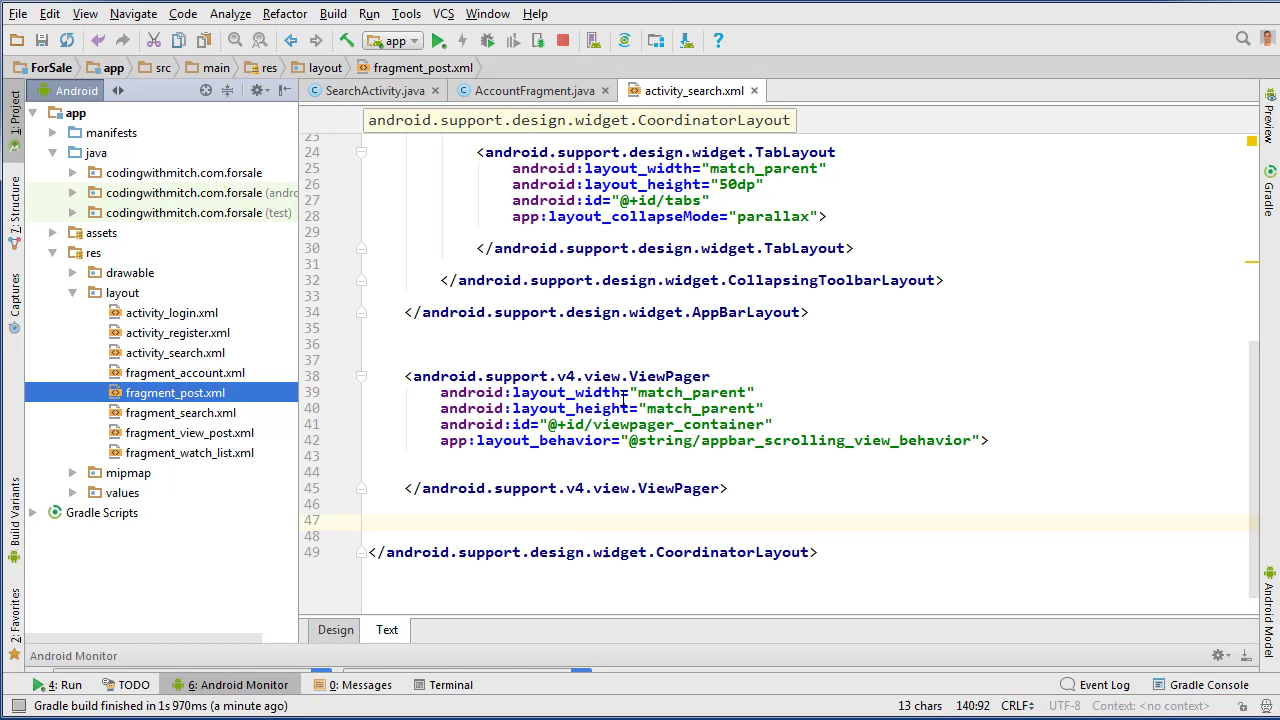 File Edit View Navigate Code Analyze Refactor Build Run Tools VCS Window Help
app
ForSale app src main res layout fragment_post.xml
Android SearchActivity.java AccountFragment.java activity_search.xml
android.support.design.widget.CoordinatorLayout
1: Project
7: Structure
Captures
Build Variants
2: Favorites
app
manifests
java
codingwithmitch.com.forsale
codingwithmitch.com.forsale (andro
codingwithmitch.com.forsale (test)
assets
res
drawable
layout
activity_login.xml
activity_register.xml
activity_search.xml
fragment_account.xml
fragment_post.xml
fragment_search.xml
fragment_view_post.xml
fragment_watch_list.xml
mipmap
values
Gradle Scripts
23
24 <android.support.design.widget.TabLayout
25 android:layout_width="match_parent"
26 android:layout_height="50dp"
27 android:id="@+id/tabs"
28 app:layout_collapseMode="parallax">
29
30 </android.support.design.widget.TabLayout>
31
32 </android.support.design.widget.CollapsingToolbarLayout>
33
34 </android.support.design.widget.AppBarLayout>
35
36
37
38 <android.support.v4.view.ViewPager
39 android:layout_width="match_parent"
40 android:layout_height="match_parent"
41 android:id="@+id/viewpager_container"
42 app:layout_behavior="@string/appbar_scrolling_view_behavior">
43
44
45 </android.support.v4.view.ViewPager>
46
47
48
49 </android.support.design.widget.CoordinatorLayout>
Preview
Gradle
Android Model
Design Text
Android Monitor
4: Run TODO 6: Android Monitor 0: Messages Terminal Event Log Gradle Console
Gradle build finished in 1s 970ms (a minute ago) 13 chars 140:92 CRLF UTF-8 Context: <no context>